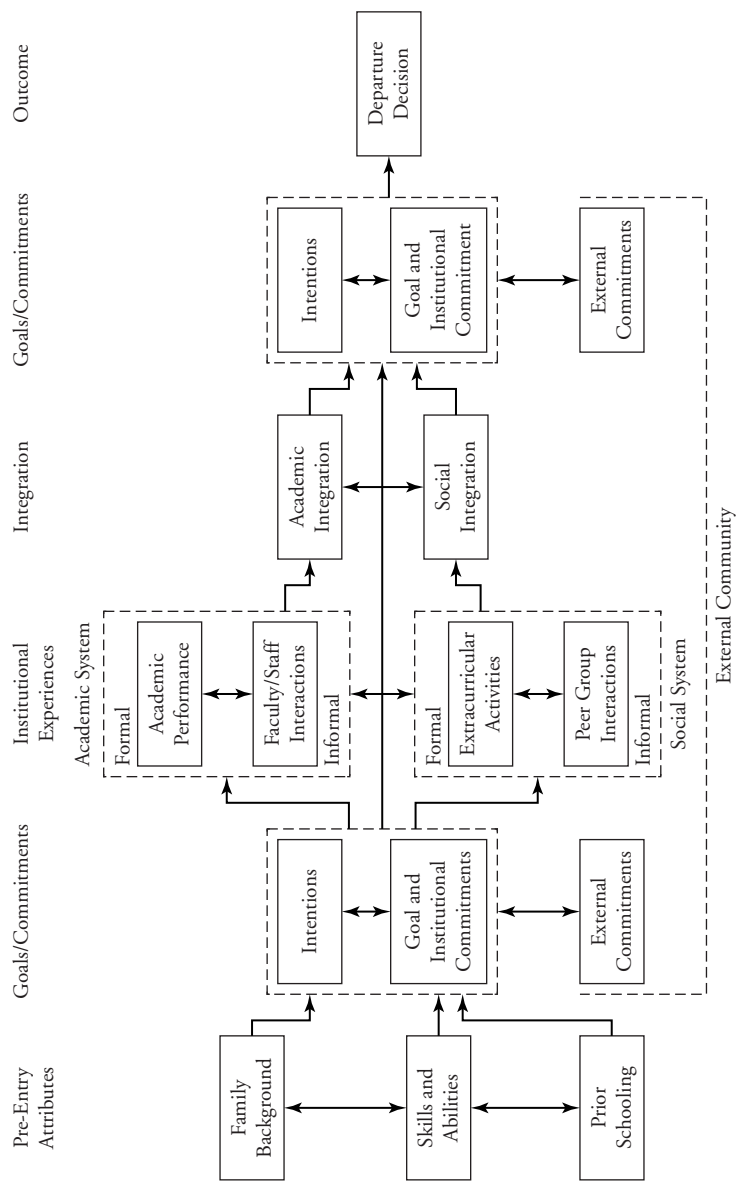 Pre-Entry
Attributes
Goals/Commitments
Institutional
Experiences
Integration
Goals/Commitments
Outcome
Family
Background
Skills and
Abilities
Prior
Schooling
Intentions
Goal and
Institutional
Commitments
External
Commitments
Academic System
Formal
Academic
Performance
Faculty/Staff
Interactions
Informal
Formal
Extracurricular
Activities
Peer Group
Interactions
Informal
Social System
Academic
Integration
Social
Integration
Intentions
Goal and
Institutional
Commitment
External
Commitments
Departure
Decision
External Community